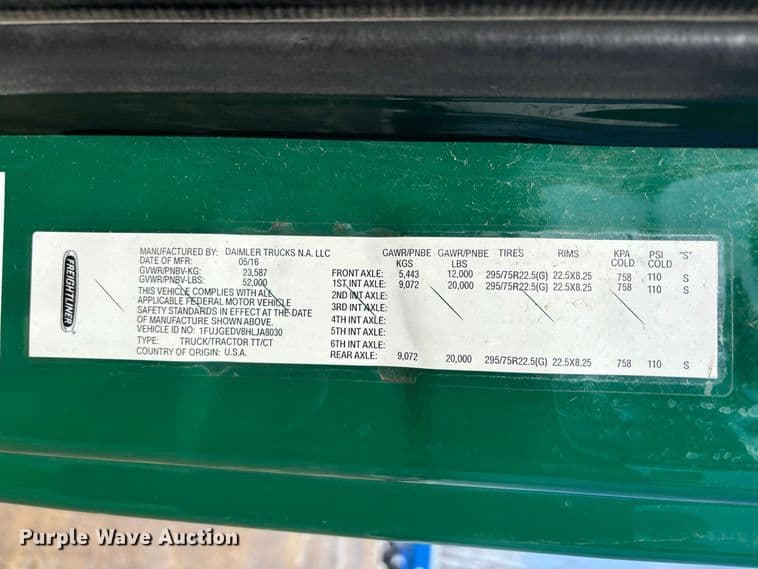 FREIGHTLINER
MANUFACTURED BY: DAIMLER TRUCKS N.A. LLC
DATE OF MFR: 05/16
GVWR/PNBV-KG: 23,587
GVWR/PNBV-LBS: 52,000
THIS VEHICLE COMPLIES WITH ALL
APPLICABLE FEDERAL MOTOR VEHICLE
SAFETY STANDARDS IN EFFECT AT THE DATE
OF MANUFACTURE SHOWN ABOVE.
VEHICLE ID NO: 1FUJGEDV8HLJA8030
TYPE: TRUCK/TRACTOR TT/CT
COUNTRY OF ORIGIN: U.S.A.
GAWR/PNBE KGS GAWR/PNBE LBS TIRES RIMS KPA COLD PSI COLD "S"
FRONT AXLE: 5,443 12,000 295/75R22.5(G) 22.5X8.25 758 110 S
1ST INT AXLE: 9,072 20,000 295/75R22.5(G) 22.5X8.25 758 110 S
2ND INT AXLE:
3RD INT AXLE:
4TH INT AXLE:
5TH INT AXLE:
6TH INT AXLE:
REAR AXLE: 9,072 20,000 295/75R22.5(G) 22.5X8.25 758 110 S
Purple Wave Auction